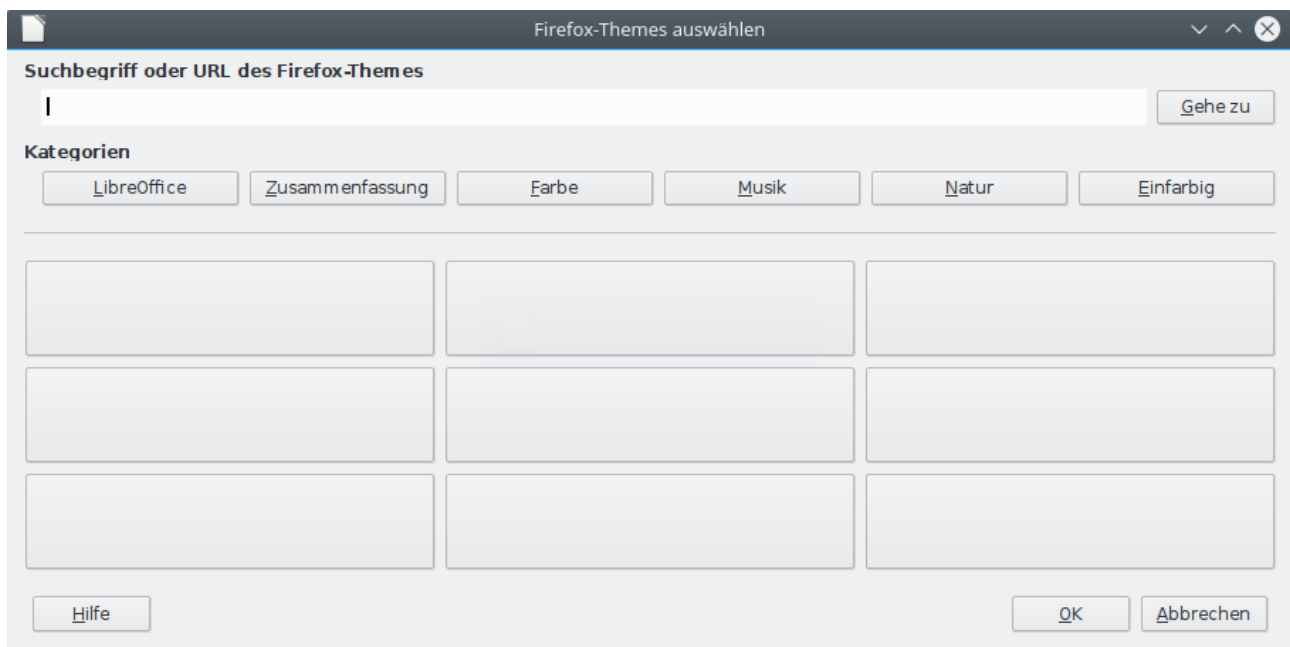 Firefox-Themes auswählen
Suchbegriff oder URL des Firefox-Themes
Gehe zu
Kategorien
LibreOffice Zusammenfassung Farbe Musik Natur Einfarbig
Hilfe OK Abbrechen